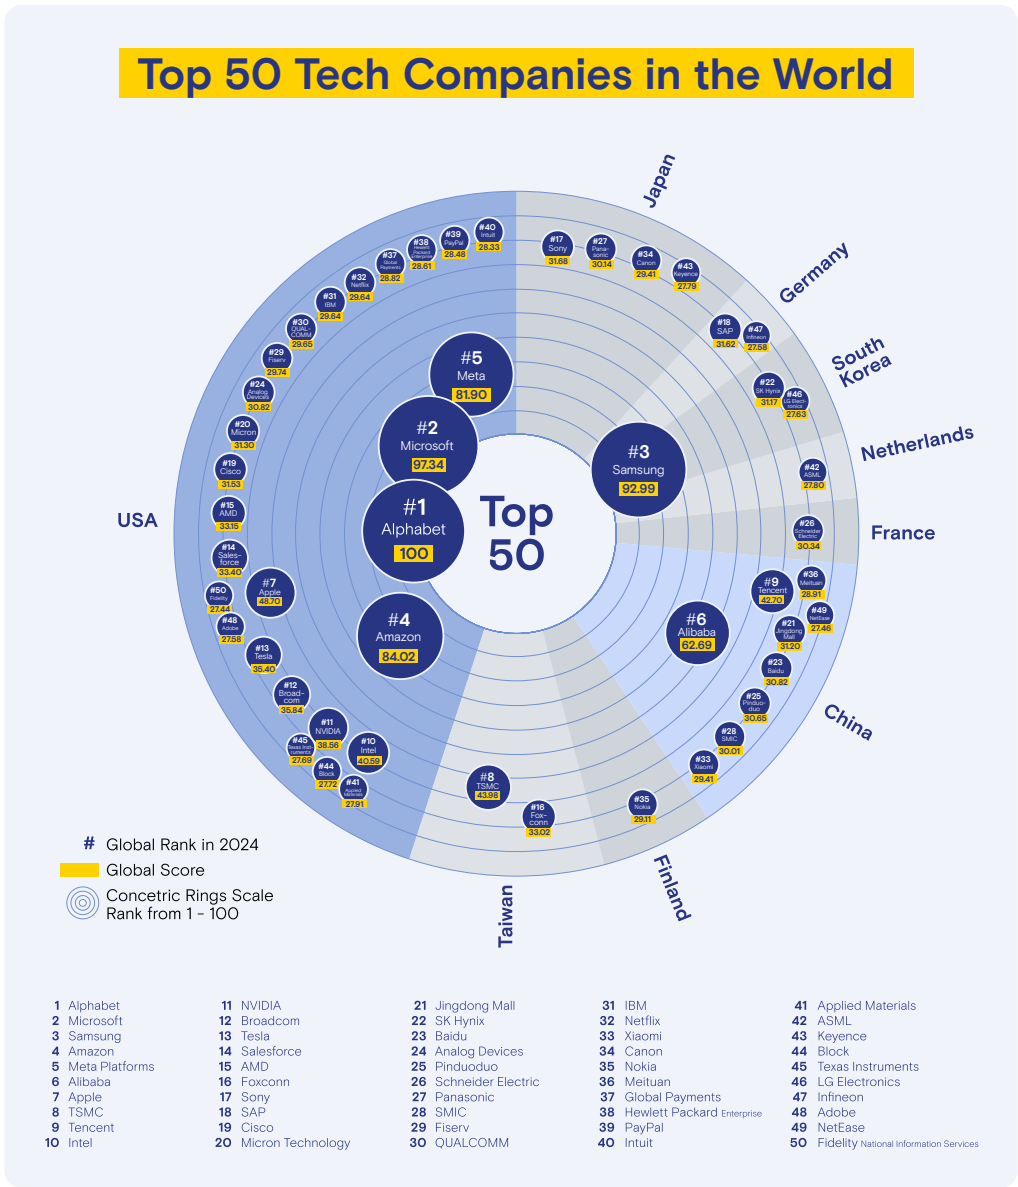 Top 50 Tech Companies in the World
Japan
Germany
South
Korea
Netherlands
France
China
Finland
Taiwan
USA
Top
50
#1
Alphabet
100
#2
Microsoft
97.34
#3
Samsung
92.99
#4
Amazon
84.02
#5
Meta
81.90
#6
Alibaba
62.69
#7
Apple
48.70
#8
TSMC
43.98
#9
Tencent
42.70
#10
Intel
40.59
#11
NVIDIA
38.56
#12
Broad-
com
35.84
#13
Tesla
35.40
#14
Sales-
force
33.40
#15
AMD
33.15
#16
Fox-
conn
33.02
#17
Sony
31.68
#18
SAP
31.62
#19
Cisco
31.53
#20
Micron
31.30
#21
Jingdong
Mall
31.20
#22
SK Hynix
31.17
#23
Baidu
30.82
#24
Analog
Devices
30.82
#25
Pinduo-
duo
30.65
#26
Schneider
Electric
30.34
#27
Pana-
sonic
30.14
#28
SMIC
30.01
#29
Fiserv
29.74
#30
QUAL-
COMM
29.65
#31
IBM
29.64
#32
Netflix
29.64
#33
Xiaomi
29.41
#34
Canon
29.41
#35
Nokia
29.11
#36
Meituan
28.91
#37
Global
Payments
28.82
#38
Hewlett
Packard
Enterprise
28.61
#39
PayPal
28.48
#40
Intuit
28.33
#41
Applied
Materials
27.91
#42
ASML
27.80
#43
Keyence
27.79
#44
Block
27.72
#45
Texas Inst-
ruments
27.69
#46
LG Elect-
ronics
27.63
#47
Infineon
27.58
#48
Adobe
27.58
#49
NetEase
27.46
#50
Fidelity
27.44
# Global Rank in 2024
Global Score
Concetric Rings Scale
Rank from 1 - 100
1 Alphabet
2 Microsoft
3 Samsung
4 Amazon
5 Meta Platforms
6 Alibaba
7 Apple
8 TSMC
9 Tencent
10 Intel
11 NVIDIA
12 Broadcom
13 Tesla
14 Salesforce
15 AMD
16 Foxconn
17 Sony
18 SAP
19 Cisco
20 Micron Technology
21 Jingdong Mall
22 SK Hynix
23 Baidu
24 Analog Devices
25 Pinduoduo
26 Schneider Electric
27 Panasonic
28 SMIC
29 Fiserv
30 QUALCOMM
31 IBM
32 Netflix
33 Xiaomi
34 Canon
35 Nokia
36 Meituan
37 Global Payments
38 Hewlett Packard Enterprise
39 PayPal
40 Intuit
41 Applied Materials
42 ASML
43 Keyence
44 Block
45 Texas Instruments
46 LG Electronics
47 Infineon
48 Adobe
49 NetEase
50 Fidelity National Information Services